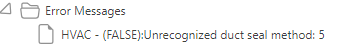 Error Messages
HVAC - (FALSE):Unrecognized duct seal method: 5